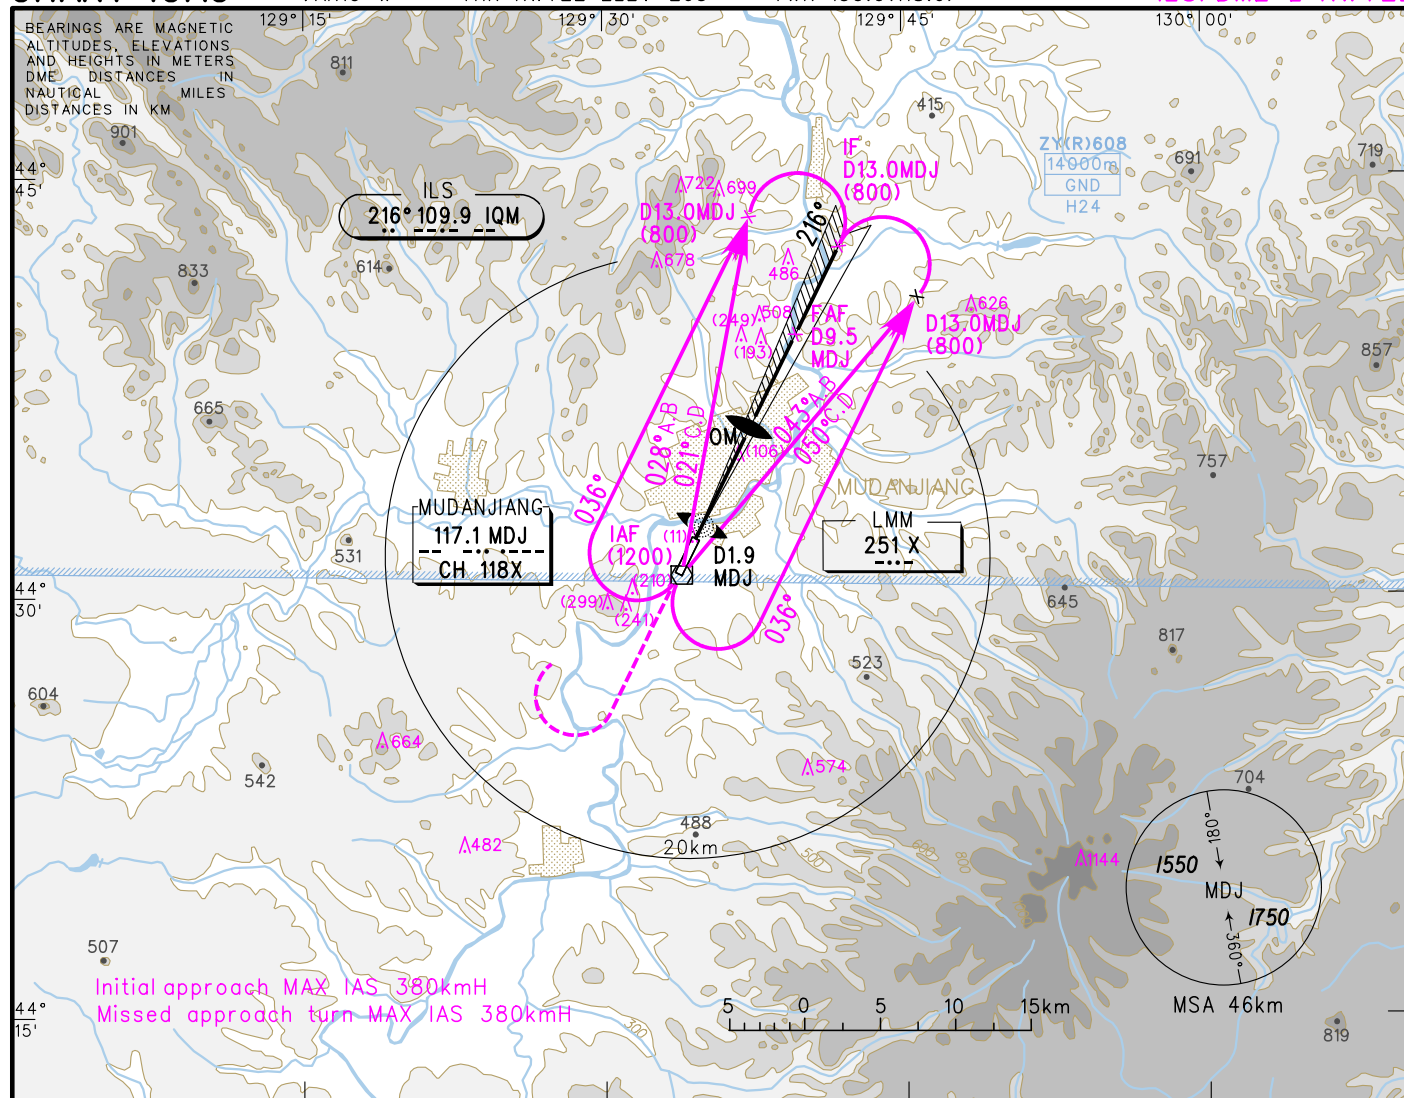 129° 15'
129° 30'
129° 45'
130° 00'
BEARINGS ARE MAGNETIC
ALTITUDES, ELEVATIONS
AND HEIGHTS IN METERS
DME DISTANCES IN
NAUTICAL MILES
DISTANCES IN KM
811
901
415
ZY(R)608
14000m
GND
H24
691
719
44°
45'
ILS
216° 109.9 IQM
IF
D13.0MDJ
(800)
722
699
D13.0MDJ
(800)
216°
678
486
614
833
626
D13.0MDJ
(800)
508
(249)
(193)
FAF
D9.5
MDJ
857
665
028° A.B
021° C.D
043° A.B
050° C.D
OM
(106)
757
MUDANJIANG
036°
MUDANJIANG
117.1 MDJ
CH 118X
531
IAF
(1200)
(11)
D1.9
MDJ
LMM
251 X
44°
30'
(210)
(299)
(241)
036°
645
817
523
604
664
574
542
704
482
488
20km
500
600
800
1144
180°
1550
MDJ
1750
360°
MSA 46km
507
Initial approach MAX IAS 380kmH
Missed approach turn MAX IAS 380kmH
300
5 0 5 10 15km
44°
15'
819